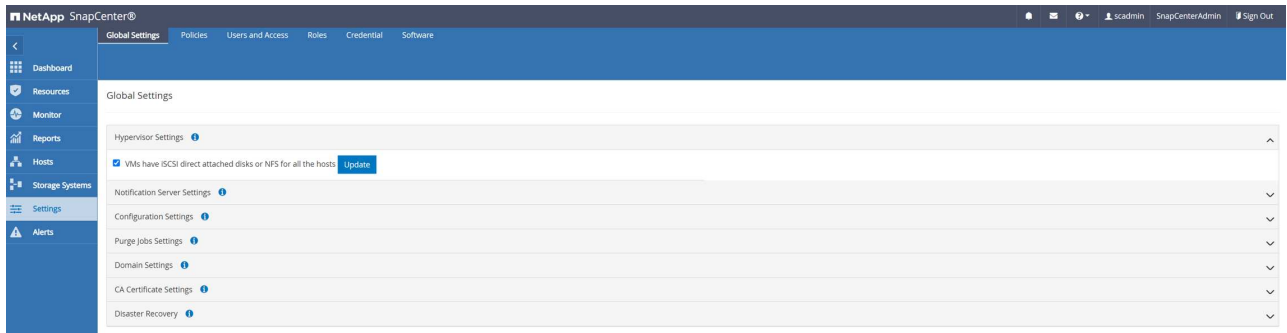 NetApp SnapCenter®
scadmin SnapCenterAdmin Sign Out
Global Settings Policies Users and Access Roles Credential Software
Dashboard
Resources
Monitor
Reports
Hosts
Storage Systems
Settings
Alerts
Global Settings
Hypervisor Settings
VMs have iSCSI direct attached disks or NFS for all the hosts Update
Notification Server Settings
Configuration Settings
Purge Jobs Settings
Domain Settings
CA Certificate Settings
Disaster Recovery